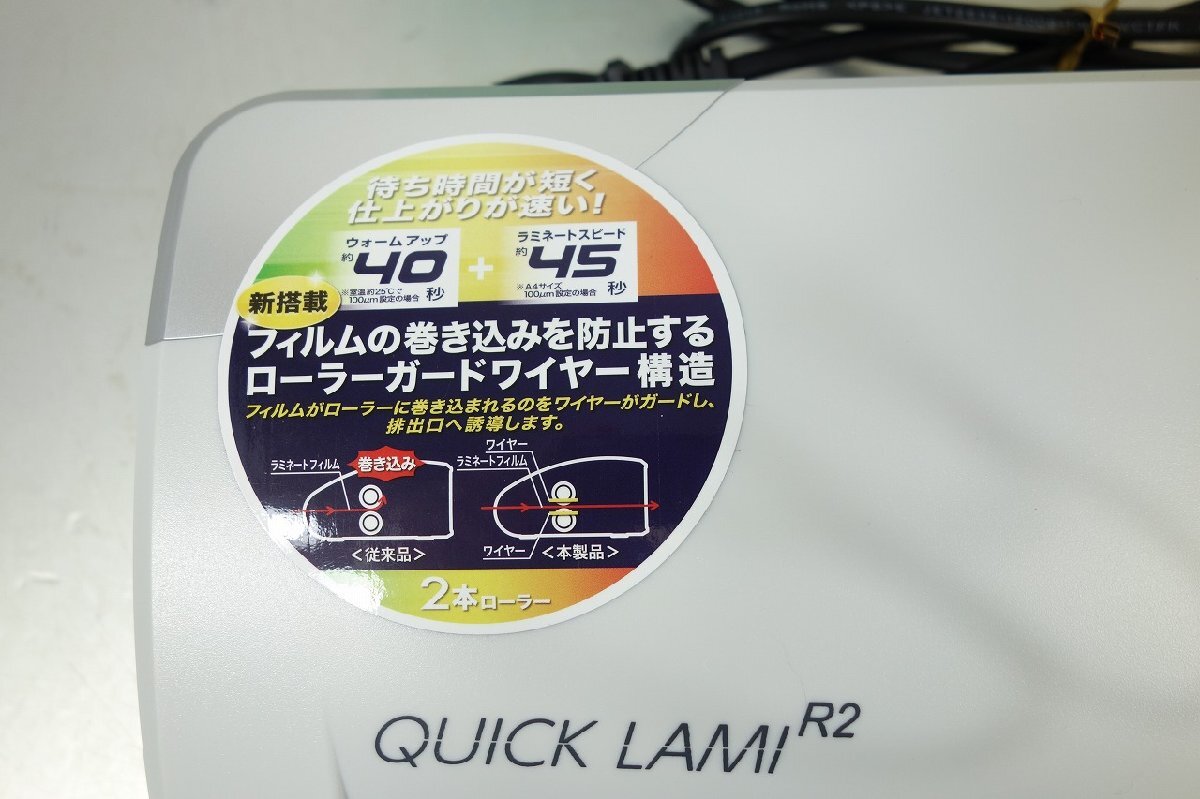 待ち時間が短く
仕上がりが速い!
ウォームアップ
約40秒
※室温約25℃で
100μm設定の場合
+
ラミネートスピード
約45秒
※A4サイズ
100μm設定の場合
新搭載
フィルムの巻き込みを防止する
ローラーガードワイヤー構造
フィルムがローラーに巻き込まれるのをワイヤーがガードし、
排出口へ誘導します。
ラミネートフィルム
巻き込み
<従来品>
ワイヤー
ラミネートフィルム
ワイヤー
<本製品>
2本ローラー
QUICK LAMI R2